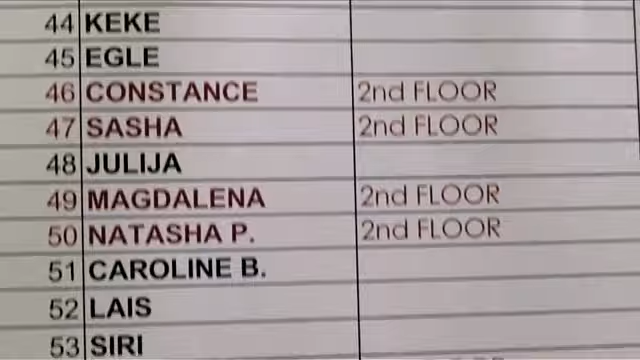 44 KEKE
45 EGLE
46 CONSTANCE 2nd FLOOR
47 SASHA 2nd FLOOR
48 JULIJA
49 MAGDALENA 2nd FLOOR
50 NATASHA P. 2nd FLOOR
51 CAROLINE B.
52 LAIS
53 SIRI